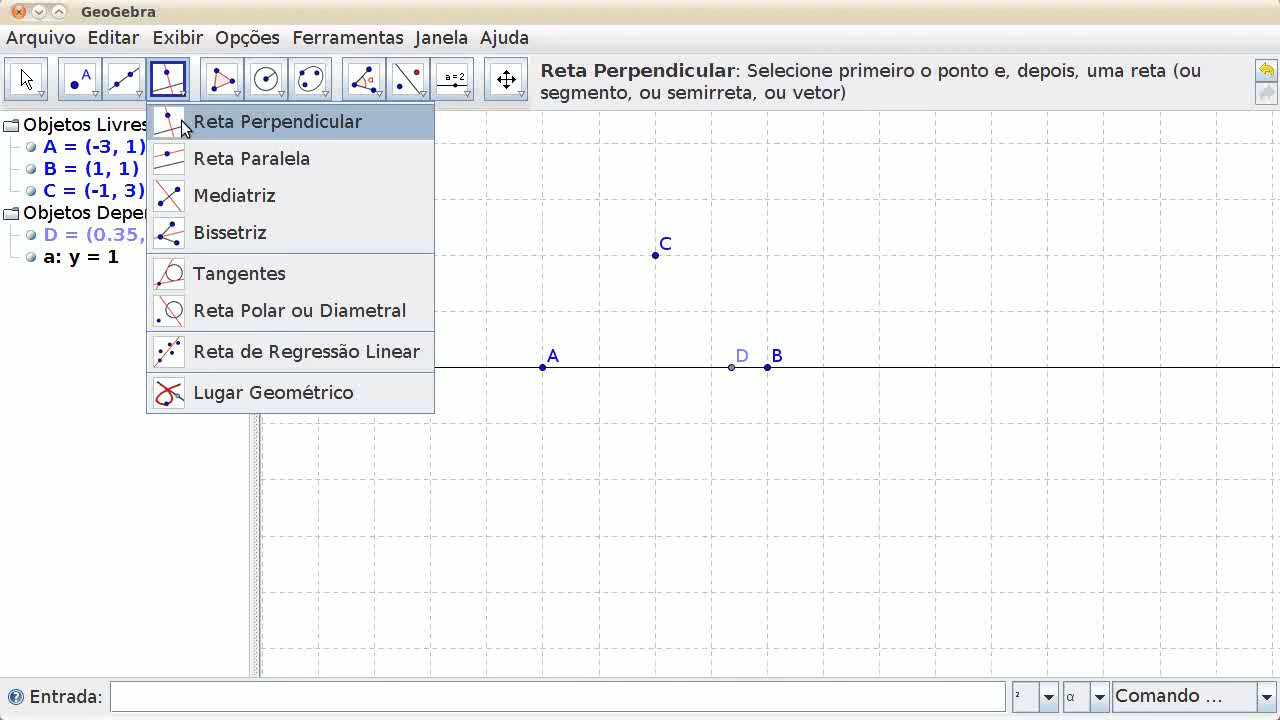 GeoGebra
Arquivo Editar Exibir Opções Ferramentas Janela Ajuda
A
α
a=2
Reta Perpendicular: Selecione primeiro o ponto e, depois, uma reta (ou
segmento, ou semirreta, ou vetor)
Objetos Livres
A = (-3, 1)
B = (1, 1)
C = (-1, 3)
Objetos Depe
D = (0.35,
a: y = 1
Reta Perpendicular
Reta Paralela
Mediatriz
Bissetriz
Tangentes
Reta Polar ou Diametral
Reta de Regressão Linear
Lugar Geométrico
C
A
D
B
Entrada:
²
α
Comando ...